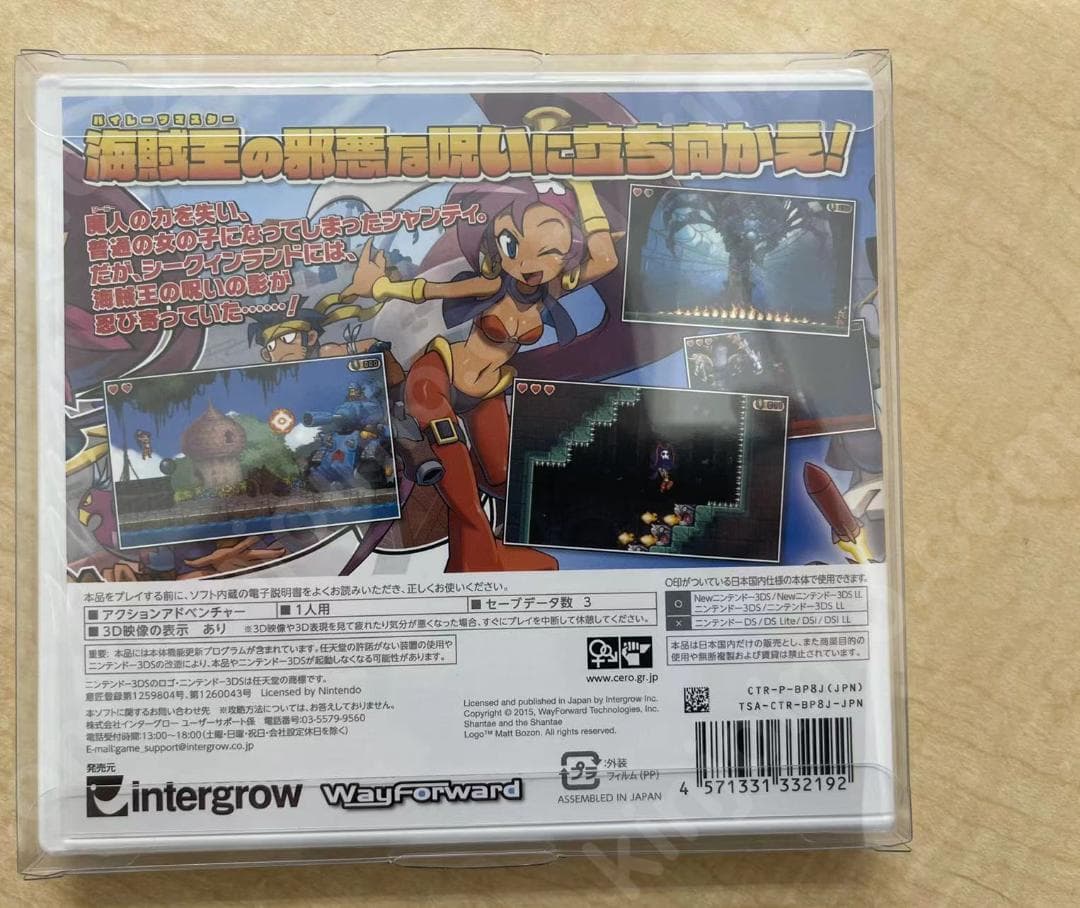 パイレーツマスター
海賊王の邪悪な呪いに立ち向かえ!
ジーニー
魔人の力を失い、
普通の女の子になってしまったシャンティ。
だが、シークィンランドには、
海賊王の呪いの影が
忍び寄っていた……!
000
本品をプレイする前に、ソフト内蔵の電子説明書をよくお読みいただき、正しくお使いください。
■アクションアドベンチャー ■1人用 ■セーブデータ数 3
■3D映像の表示 あり ※3D映像や3D表現を見て疲れたり気分が悪くなった場合、すぐにプレイを中断して休憩してください。
○印がついている日本国内仕様の本体で使用できます。
○ Newニンテンドー3DS/Newニンテンドー3DS LL
ニンテンドー3DS/ニンテンドー3DS LL
× ニンテンドーDS/DS Lite/DSi/DSi LL
重要: 本品には本体機能更新プログラムが含まれています。任天堂の許諾がない装置の使用や
ニンテンドー3DSの改造により、本品やニンテンドー3DSが起動しなくなる可能性があります。
www.cero.gr.jp
本品は日本国内だけの販売とし、また商業目的の
使用や無断複製および賃貸は禁止されています。
ニンテンドー3DSのロゴ・ニンテンドー3DSは任天堂の商標です。
意匠登録第1259804号、第1260043号 Licensed by Nintendo
本ソフトに関するお問い合わせ先 ※攻略方法については、お答えしておりません。
株式会社インターグロー ユーザーサポート係 電話番号:03-5579-9560
電話受付時間:13:00~18:00(土曜・日曜・祝日・会社設定休日を除く)
E-mail:game_support@intergrow.co.jp
Licensed and published in Japan by Intergrow Inc.
Copyright © 2015, WayForward Technologies, Inc.
Shantae and the Shantae
Logo™ Matt Bozon. All rights reserved.
CTR-P-BP8J(JPN)
TSA-CTR-BP8J-JPN
発売元
intergrow
WayForward
プラ
:外装
フィルム(PP)
ASSEMBLED IN JAPAN
4 571331 332192